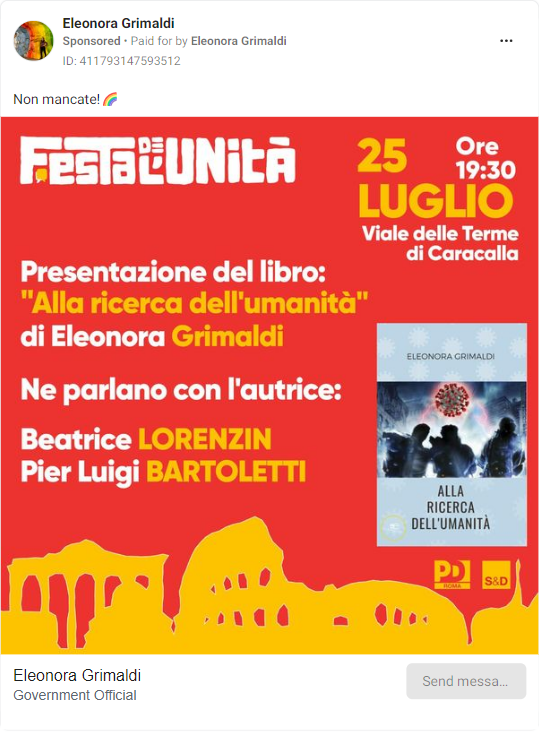 Eleonora Grimaldi
Sponsored • Paid for by Eleonora Grimaldi
ID: 411793147593512
Non mancate!🌈
FESTA DE L'UNITÀ
25 LUGLIO
Ore 19:30
Viale delle Terme
di Caracalla
Presentazione del libro:
"Alla ricerca dell'umanità"
di Eleonora Grimaldi
Ne parlano con l'autrice:
Beatrice LORENZIN
Pier Luigi BARTOLETTI
ELEONORA GRIMALDI
ALLA
RICERCA
DELL'UMANITÀ
PD
ROMA
S&D
Eleonora Grimaldi
Government Official
Send messa...